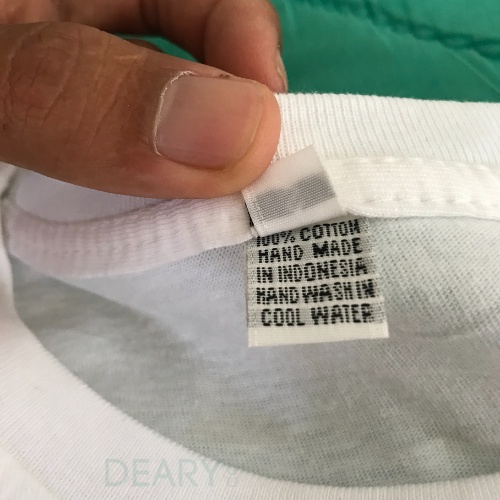 100% COTTON
HAND MADE
IN INDONESIA
HAND WASH IN
COOL WATER
DEARY